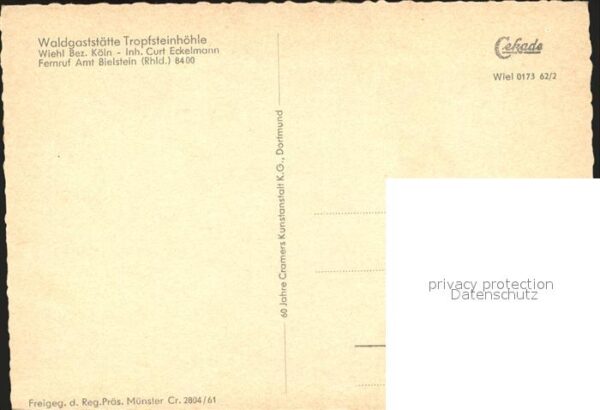 Waldgaststätte Tropfsteinhöhle
Wiehl Bez. Köln - Inh. Curt Eckelmann
Fernruf Amt Bielstein (Rhld.) 8400
Cekade
Wiel 0173 62/2
60 Jahre Cramers Kunstanstalt K.G., Dortmund
privacy protection
Datenschutz
Freigeg. d. Reg.Präs. Münster Cr. 2804/61